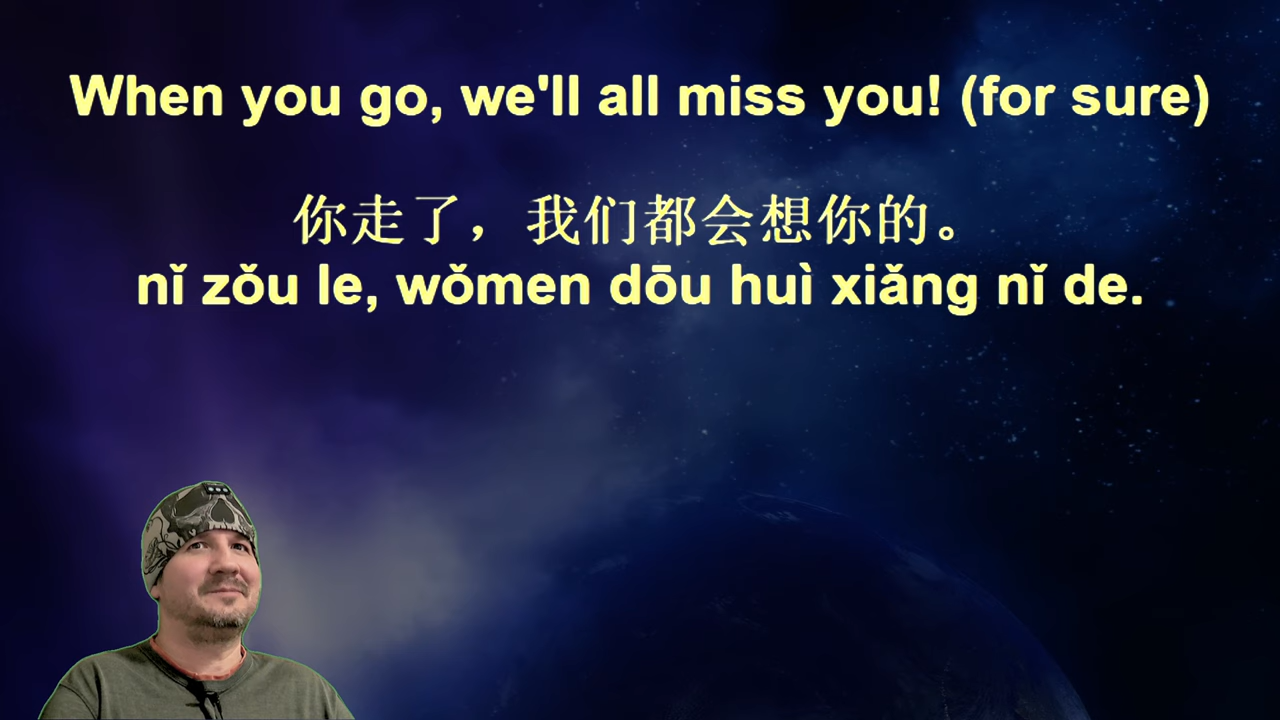 When you go, we'll all miss you! (for sure)
你走了，我们都会想你的。
nǐ zǒu le, wǒmen dōu huì xiǎng nǐ de.